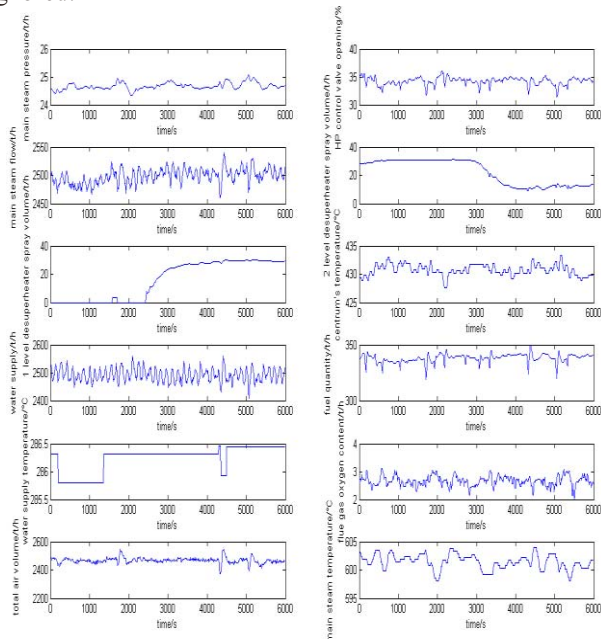 main steam pressure/t/h
26
25
24
0 1000 2000 3000 4000 5000 6000
time/s
HP control valve opening/%
40
35
30
0 1000 2000 3000 4000 5000 6000
time/s
main steam flow/t/h
2550
2500
2450
0 1000 2000 3000 4000 5000 6000
time/s
2 level desuperheater spray volume/t/h
40
20
0
0 1000 2000 3000 4000 5000 6000
time/s
1 level desuperheater spray volume/t/h
40
20
0
0 1000 2000 3000 4000 5000 6000
time/s
centrum's temperature/°C
435
430
425
0 1000 2000 3000 4000 5000 6000
time/s
water supply/t/h
2600
2500
2400
0 1000 2000 3000 4000 5000 6000
time/s
fuel quantity/t/h
350
300
0 1000 2000 3000 4000 5000 6000
time/s
water supply temperature/°C
286.5
286
285.5
0 1000 2000 3000 4000 5000 6000
time/s
flue gas oxygen content/t/h
4
3
2
0 1000 2000 3000 4000 5000 6000
time/s
total air volume/t/h
2600
2400
2200
0 1000 2000 3000 4000 5000 6000
time/s
main steam temperature/°C
605
600
595
0 1000 2000 3000 4000 5000 6000
time/s